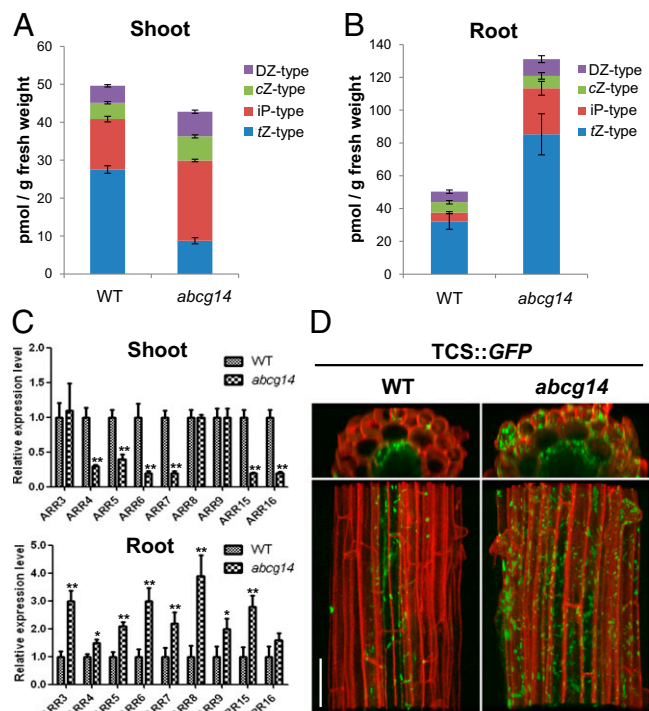 A
Shoot
pmol / g fresh weight
60
50
40
30
20
10
0
WT
abcg14
DZ-type
cZ-type
iP-type
tZ-type
B
Root
pmol / g fresh weight
140
120
100
80
60
40
20
0
WT
abcg14
DZ-type
cZ-type
iP-type
tZ-type
C
Shoot
Relative expression level
2.0
1.5
1.0
0.5
0.0
WT
abcg14
** ** ** ** ** **
ARR3 ARR4 ARR5 ARR6 ARR7 ARR8 ARR9 ARR15 ARR16
Root
Relative expression level
5.0
4.0
3.0
2.0
1.0
0.0
WT
abcg14
** * ** ** ** ** * **
ARR3 ARR4 ARR5 ARR6 ARR7 ARR8 ARR9 ARR15 ARR16
D
TCS::GFP
WT
abcg14